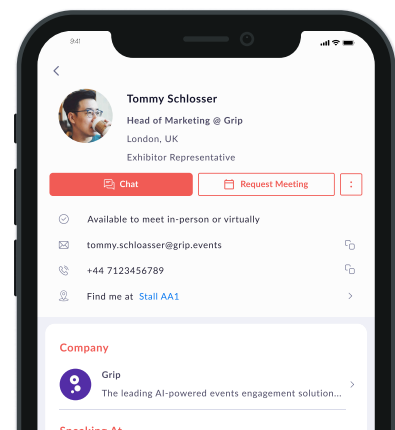 9:41
Tommy Schlosser
Head of Marketing @ Grip
London, UK
Exhibitor Representative
Chat
Request Meeting
Available to meet in-person or virtually
tommy.schloasser@grip.events
+44 7123456789
Find me at Stall AA1
Company
Grip
The leading AI-powered events engagement solution...
Speaking At